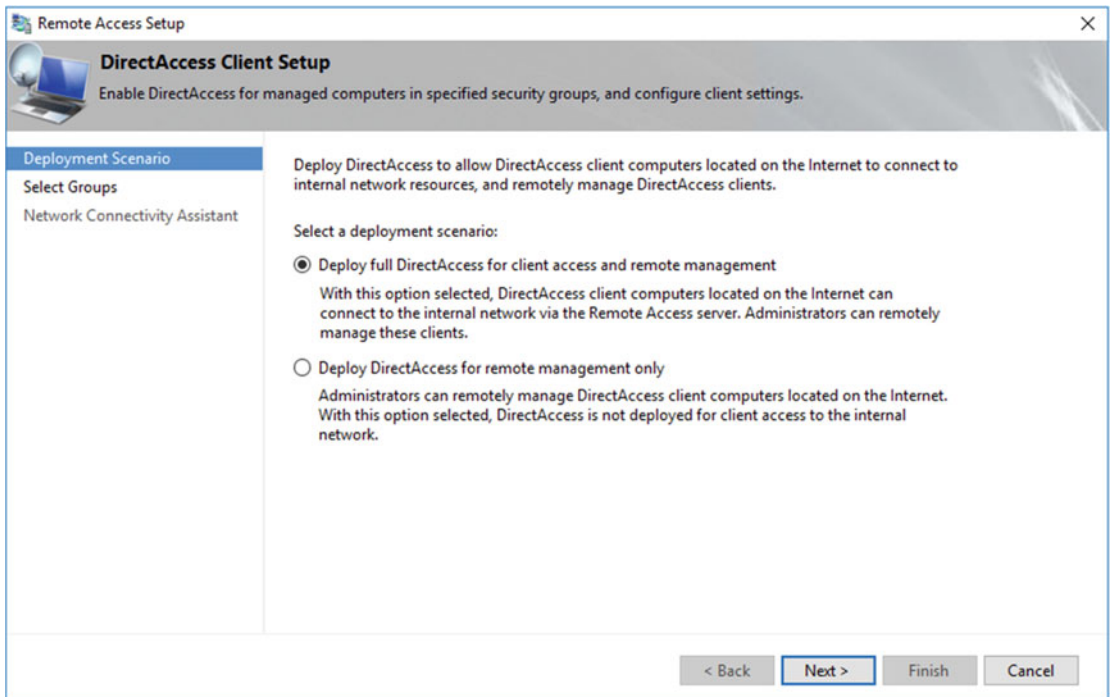 Remote Access Setup
DirectAccess Client Setup
Enable DirectAccess for managed computers in specified security groups, and configure client settings.
Deployment Scenario
Select Groups
Network Connectivity Assistant
Deploy DirectAccess to allow DirectAccess client computers located on the Internet to connect to
internal network resources, and remotely manage DirectAccess clients.
Select a deployment scenario:
Deploy full DirectAccess for client access and remote management
With this option selected, DirectAccess client computers located on the Internet can
connect to the internal network via the Remote Access server. Administrators can remotely
manage these clients.
Deploy DirectAccess for remote management only
Administrators can remotely manage DirectAccess client computers located on the Internet.
With this option selected, DirectAccess is not deployed for client access to the internal
network.
< Back
Next >
Finish
Cancel